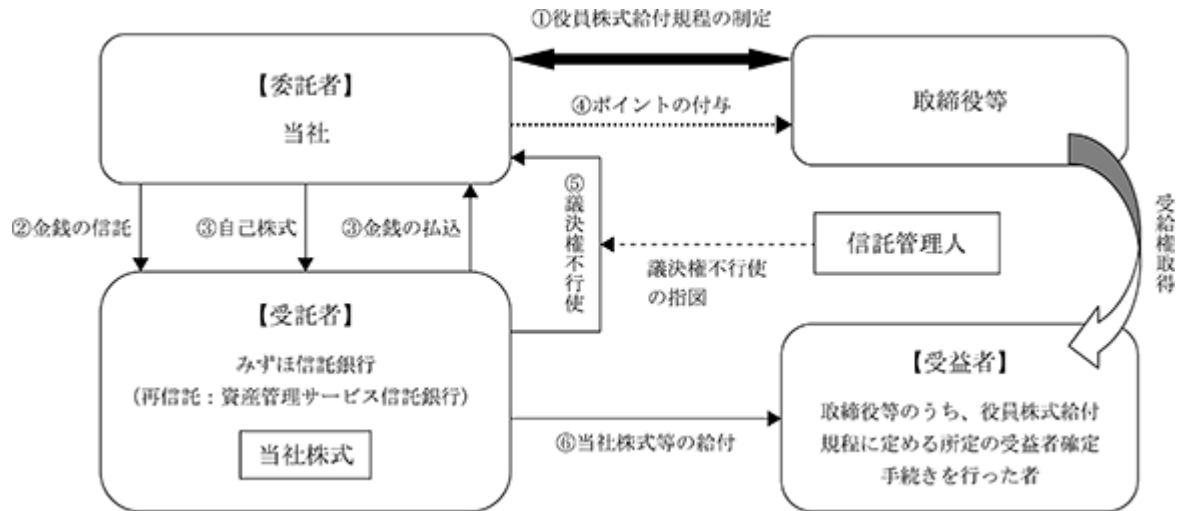 ①役員株式給付規程の制定
【委託者】
当社
取締役等
④ポイントの付与
②金銭の信託
③自己株式
③金銭の払込
⑤議決権不行使
議決権不行使
の指図
信託管理人
受給権取得
【受託者】
みずほ信託銀行
(再信託:資産管理サービス信託銀行)
当社株式
⑥当社株式等の給付
【受益者】
取締役等のうち、役員株式給付
規程に定める所定の受益者確定
手続きを行った者